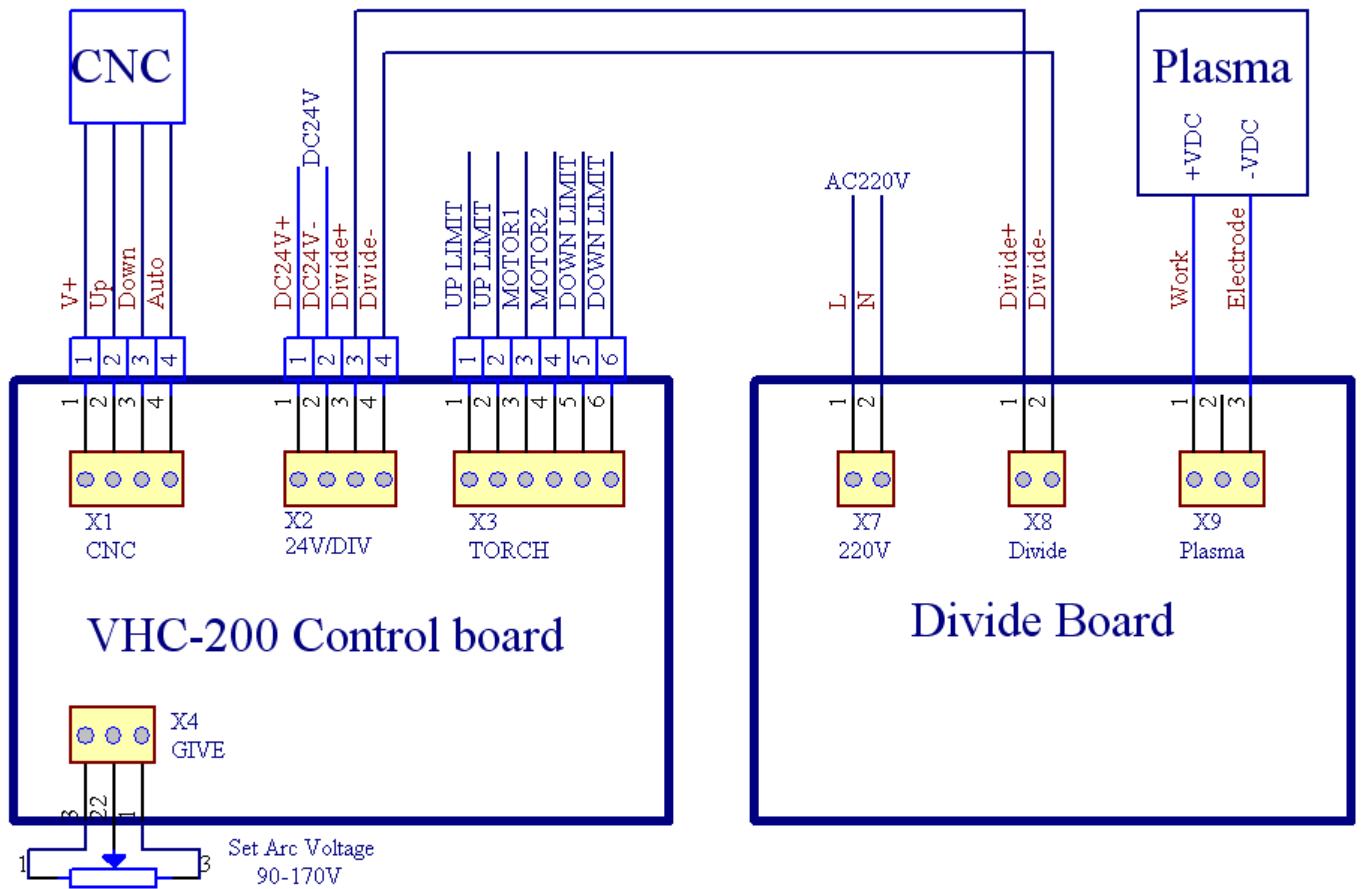 CNC
Plasma
+VDC
-VDC
DC24V
AC220V
V+
Up
Down
Auto
DC24V+
DC24V-
Divide+
Divide-
UP LIMIT
UP LIMIT
MOTOR1
MOTOR2
DOWN LIMIT
DOWN LIMIT
L
N
Divide+
Divide-
Work
Electrode
1 2 3 4
1 2 3 4
1 2 3 4 5 6
1 2 3 4
1 2 3 4
1 2 3 4 5 6
1 2
1 2
1 2 3
X1
CNC
X2
24V/DIV
X3
TORCH
X7
220V
X8
Divide
X9
Plasma
VHC-200 Control board
Divide Board
X4
GIVE
3 22 1
1
3
Set Arc Voltage
90-170V